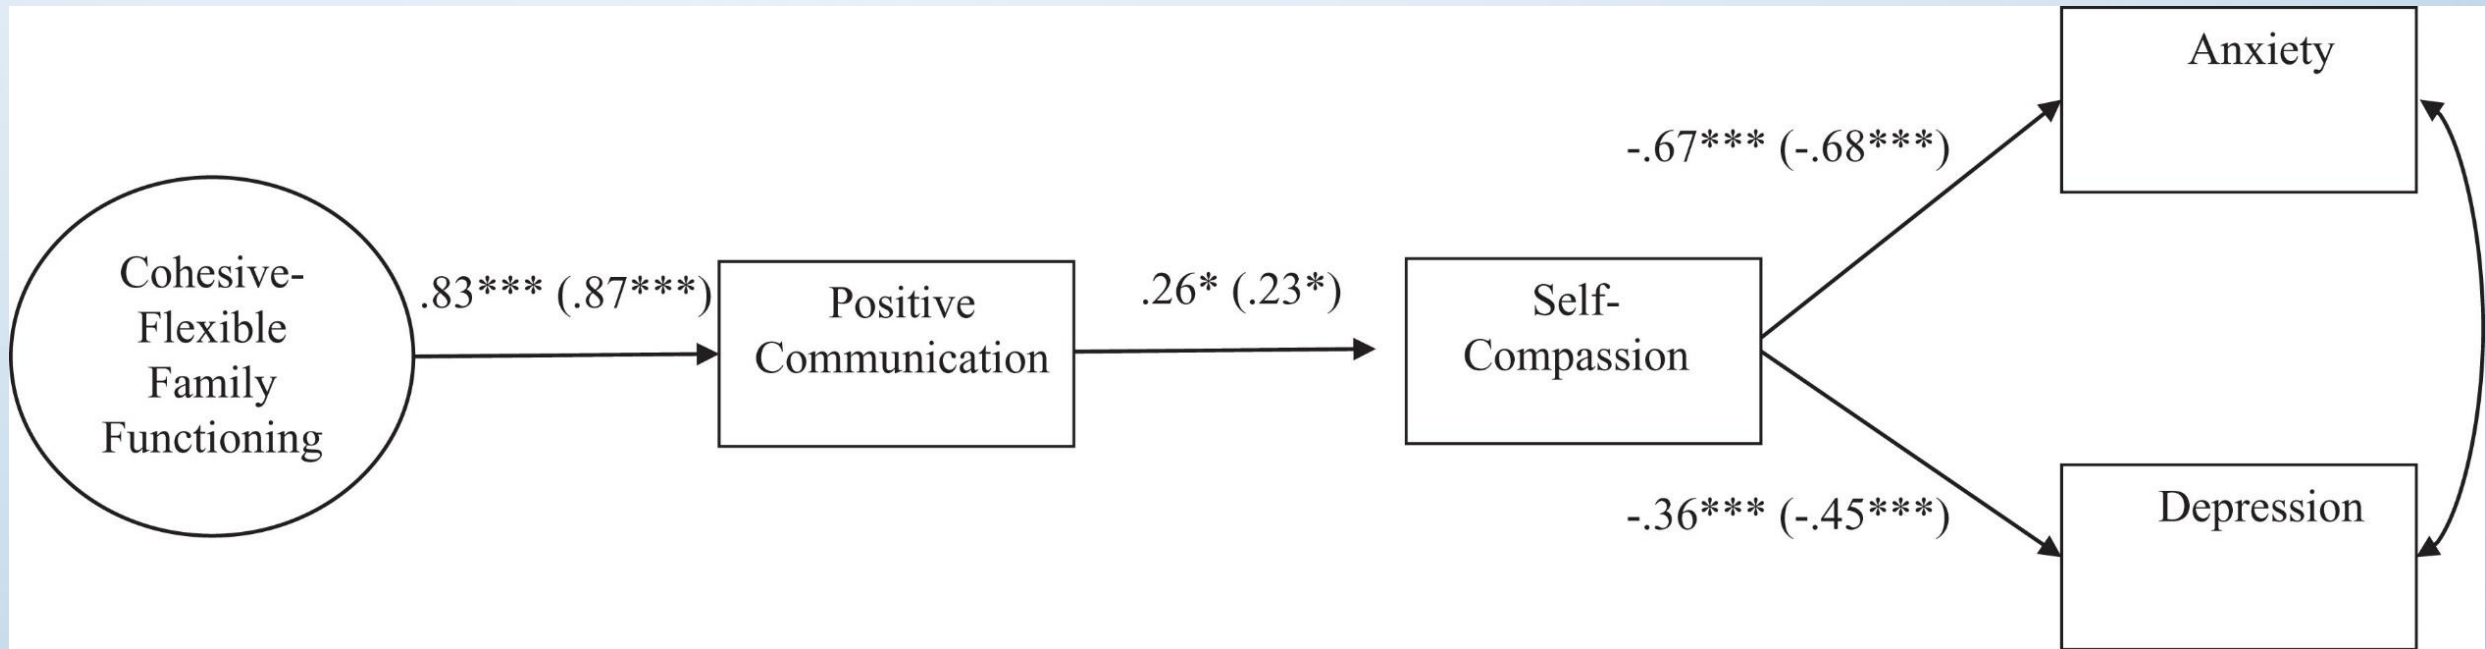 Cohesive-
Flexible
Family
Functioning
.83*** (.87***)
Positive
Communication
.26* (.23*)
Self-
Compassion
-.67*** (-.68***)
Anxiety
-.36*** (-.45***)
Depression